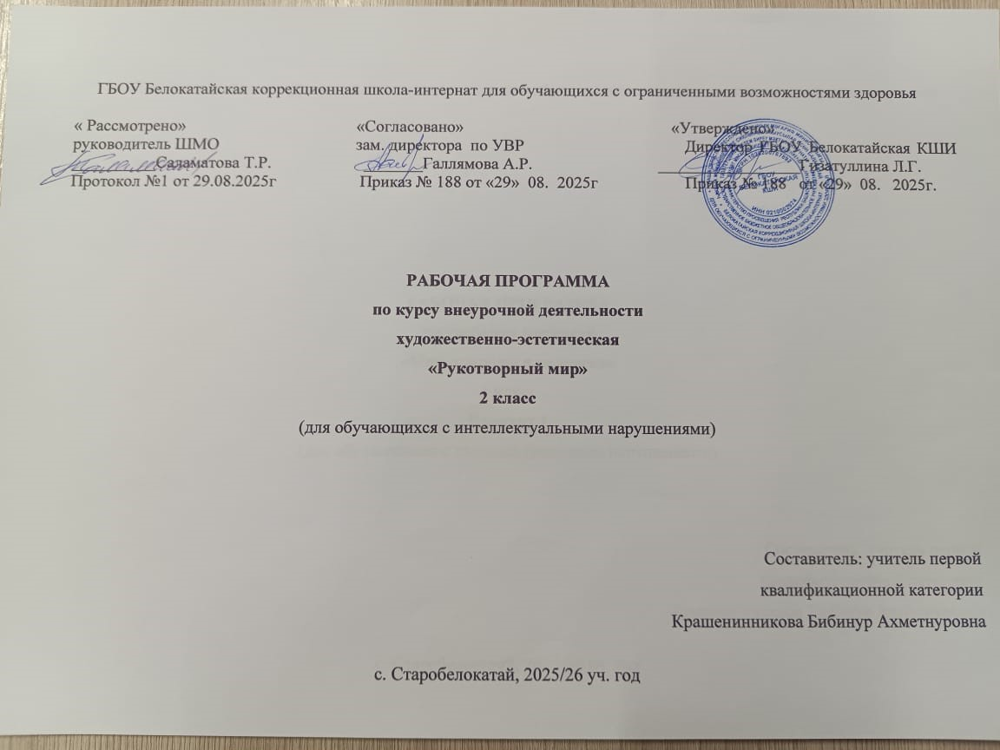 ГБОУ Белокатайская коррекционная школа-интернат для обучающихся с ограниченными возможностями здоровья
« Рассмотрено»
руководитель ШМО
Саламатова Т.Р.
Протокол №1 от 29.08.2025г
«Согласовано»
зам. директора по УВР
Галлямова А.Р.
Приказ № 188 от «29» 08. 2025г
«Утверждено»
Директор ГБОУ Белокатайская КШИ
Гизатуллина Л.Г.
Приказ № 188 от «29» 08. 2025г.
ГБОУ
БЕЛОКАТАЙСКАЯ
КШИ
РАБОЧАЯ ПРОГРАММА
по курсу внеурочной деятельности
художественно-эстетическая
«Рукотворный мир»
2 класс
(для обучающихся с интеллектуальными нарушениями)
Составитель: учитель первой
квалификационной категории
Крашенинникова Бибинур Ахметнуровна
с. Старобелокатай, 2025/26 уч. год